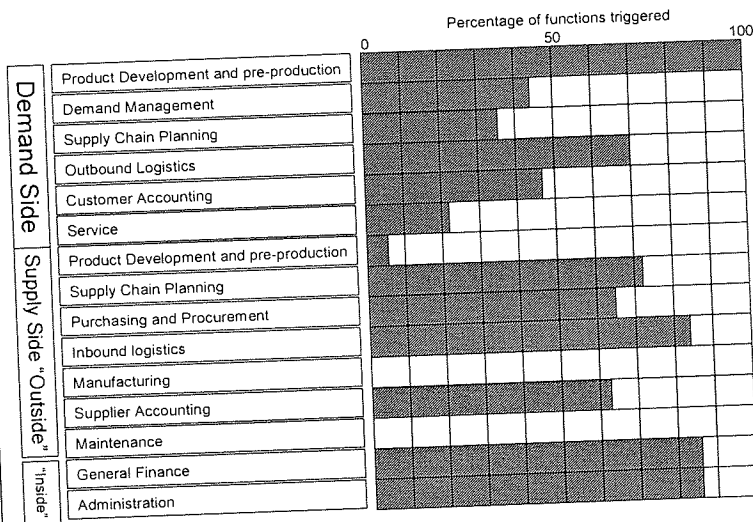 Percentage of functions triggered
0
50
100
Demand Side
Product Development and pre-production
Demand Management
Supply Chain Planning
Outbound Logistics
Customer Accounting
Service
Supply Side "Outside"
Product Development and pre-production
Supply Chain Planning
Purchasing and Procurement
Inbound logistics
Manufacturing
Supplier Accounting
Maintenance
"Inside"
General Finance
Administration